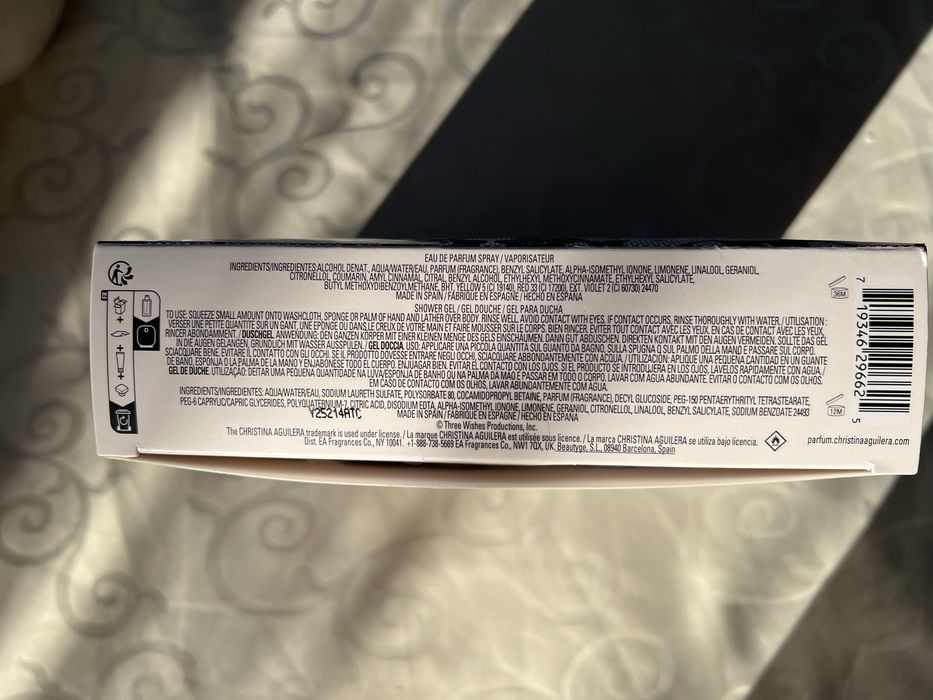 EAU DE PARFUM SPRAY / VAPORISATEUR
INGREDIENTS/INGREDIENTES:ALCOHOL DENAT., AQUA/WATER/EAU, PARFUM (FRAGRANCE), BENZYL SALICYLATE, ALPHA-ISOMETHYL IONONE, LIMONENE, LINALOOL, GERANIOL,
CITRONELLOL, COUMARIN, AMYL CINNAMAL, CITRAL, BENZYL ALCOHOL, ETHYLHEXYL METHOXYCINNAMATE, ETHYLHEXYL SALICYLATE,
BUTYL METHOXYDIBENZOYLMETHANE, BHT, YELLOW 5 (CI 19140), RED 33 (CI 17200), EXT. VIOLET 2 (CI 60730) 24470
MADE IN SPAIN / FABRIQUÉ EN ESPAGNE / HECHO EN ESPAÑA
SHOWER GEL / GEL DOUCHE / GEL PARA DUCHA
TO USE: SQUEEZE SMALL AMOUNT ONTO WASHCLOTH, SPONGE OR PALM OF HAND AND LATHER OVER BODY. RINSE WELL. AVOID CONTACT WITH EYES. IF CONTACT OCCURS, RINSE THOROUGHLY WITH WATER. / UTILISATION :
VERSER UNE PETITE QUANTITÉ SUR UN GANT, UNE ÉPONGE OU DANS LE CREUX DE VOTRE MAIN ET FAIRE MOUSSER SUR LE CORPS. BIEN RINCER. ÉVITER TOUT CONTACT AVEC LES YEUX. EN CAS DE CONTACT AVEC LES YEUX,
RINCER ABONDAMMENT. / DUSCHGEL. ANWENDUNG: DEN GANZEN KÖRPER MIT EINER KLEINEN MENGE DES GELS EINSCHÄUMEN. DANN GUT ABDUSCHEN. DIREKTEN KONTAKT MIT DEN AUGEN VERMEIDEN. SOLLTE DAS GEL
IN DIE AUGEN GELANGEN, GRÜNDLICH MIT WASSER AUSSPÜLEN. / GEL DOCCIA. USO: APPLICARE UNA PICCOLA QUANTITÀ SUL GUANTO DA BAGNO, SULLA SPUGNA O SUL PALMO DELLA MANO E PASSARE SUL CORPO.
SCIACQUARE BENE. EVITARE IL CONTATTO CON GLI OCCHI. SE IL PRODOTTO DOVESSE ENTRARE NEGLI OCCHI, SCIACQUARE ABBONDANTEMENTE CON ACQUA. / UTILIZACIÓN: APLIQUE UNA PEQUEÑA CANTIDAD EN UN GUANTE
DE BAÑO, ESPONJA O LA PALMA DE LA MANO Y ENJABONESE TODO EL CUERPO. ENJUAGAR BIEN. EVITAR EL CONTACTO CON LOS OJOS. SI EL PRODUCTO SE INTRODUJERA EN LOS OJOS, LÁVELOS RÁPIDAMENTE CON AGUA. /
GEL DE DUCHE. UTILIZAÇÃO: DEITAR UMA PEQUENA QUANTIDADE NA LUVA/ESPONJA DE BANHO OU NA PALMA DA MÃO E PASSAR EM TODO O CORPO. LAVAR COM ÁGUA ABUNDANTE. EVITAR O CONTACTO COM OS OLHOS.
EM CASO DE CONTACTO COM OS OLHOS, LAVAR ABUNDANTEMENTE COM ÁGUA.
INGREDIENTS/INGREDIENTES: AQUA/WATER/EAU, SODIUM LAURETH SULFATE, POLYSORBATE 80, COCAMIDOPROPYL BETAINE, PARFUM (FRAGRANCE), DECYL GLUCOSIDE, PEG-150 PENTAERYTHRITYL TETRASTEARATE,
PEG-6 CAPRYLIC/CAPRIC GLYCERIDES, POLYQUATERNIUM-7, CITRIC ACID, DISODIUM EDTA, ALPHA-ISOMETHYL IONONE, LIMONENE, GERANIOL, CITRONELLOL, LINALOOL, BENZYL SALICYLATE, SODIUM BENZOATE 24493
Y25214ATC MADE IN SPAIN / FABRIQUÉ EN ESPAGNE / HECHO EN ESPAÑA
© Three Wishes Productions, Inc.
The CHRISTINA AGUILERA trademark is used under license. / La marque CHRISTINA AGUILERA est utilisée sous licence. / La marca CHRISTINA AGUILERA se utiliza bajo licencia.
Dist. EA Fragrances Co., NY 10041. +1-888-738-5669 EA Fragrances Co., NW1 7QX, UK. Beautyge, S.L., 08940 Barcelona, Spain
parfum.christinaaguilera.com
36M
12M
7 19346 12966 2 5
FR